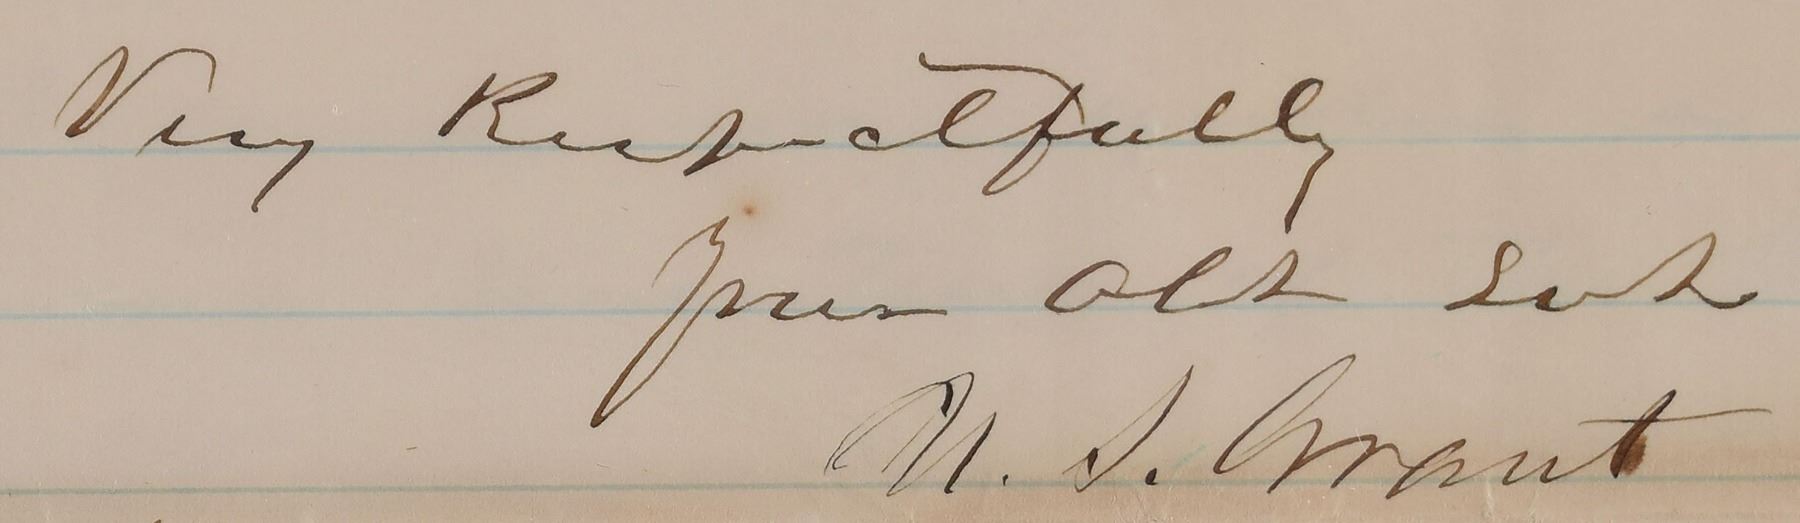 Very Respectfully
your obt svt
U. S. Grant